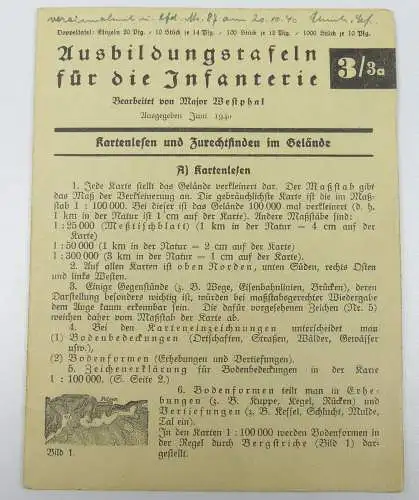 vereinnahmt u. lfd. Nr. 87 am 20.10.40
Doppeltafel: Einzeln 20 Pfg. · 10 Stück je 14 Pfg. · 100 Stück je 12 Pfg. · 1000 Stück je 10 Pfg.
Ausbildungstafeln
für die Infanterie
3/3a
Bearbeitet von Major Westphal
Ausgegeben Juni 1940
Kartenlesen und Zurechtfinden im Gelände
A) Kartenlesen
1. Jede Karte stellt das Gelände verkleinert dar. Der Maßstab gibt
das Maß der Verkleinerung an. Die gebräuchlichste Karte ist die im Maß-
stab 1 : 100 000. Bei dieser ist das Gelände 100 000 mal verkleinert (d. h.
1 km in der Natur ist 1 cm auf der Karte). Andere Maßstäbe sind:
1 : 25 000 (Meßtischblatt) (1 km in der Natur = 4 cm auf der
Karte)
1 : 50 000 (1 km in der Natur = 2 cm auf der Karte)
1 : 300 000 (3 km in der Natur = 1 cm auf der Karte).
2. Auf allen Karten ist oben Norden, unten Süden, rechts Osten
und links Westen.
3. Einige Gegenstände (z. B. Wege, Eisenbahnlinien, Brücken), deren
Darstellung besonders wichtig ist, würden bei maßstabgerechter Wiedergabe
dem Auge kaum erkennbar sein. Die dafür vorgesehenen Zeichen (Nr. 5)
weichen daher vom Maßstab der Karte ab.
4. Bei den Karteneinzeichnungen unterscheidet man
(1) Bodenbedeckungen (Ortschaften, Straßen, Wälder, Gewässer
usw.),
(2) Bodenformen (Erhebungen und Vertiefungen).
5. Zeichenerklärung für Bodenbedeckungen in der Karte
1 : 100 000. (S. Seite 2.)
6. Bodenformen teilt man in Erhe-
bungen (z. B. Kuppe, Kegel, Rücken) und
Vertiefungen (z. B. Kessel, Schlucht, Mulde,
Tal ein).
In den Karten 1 : 100 000 werden Bodenformen in
der Regel durch Bergstriche (Bild 1) dar-
gestellt.
Bild 1.